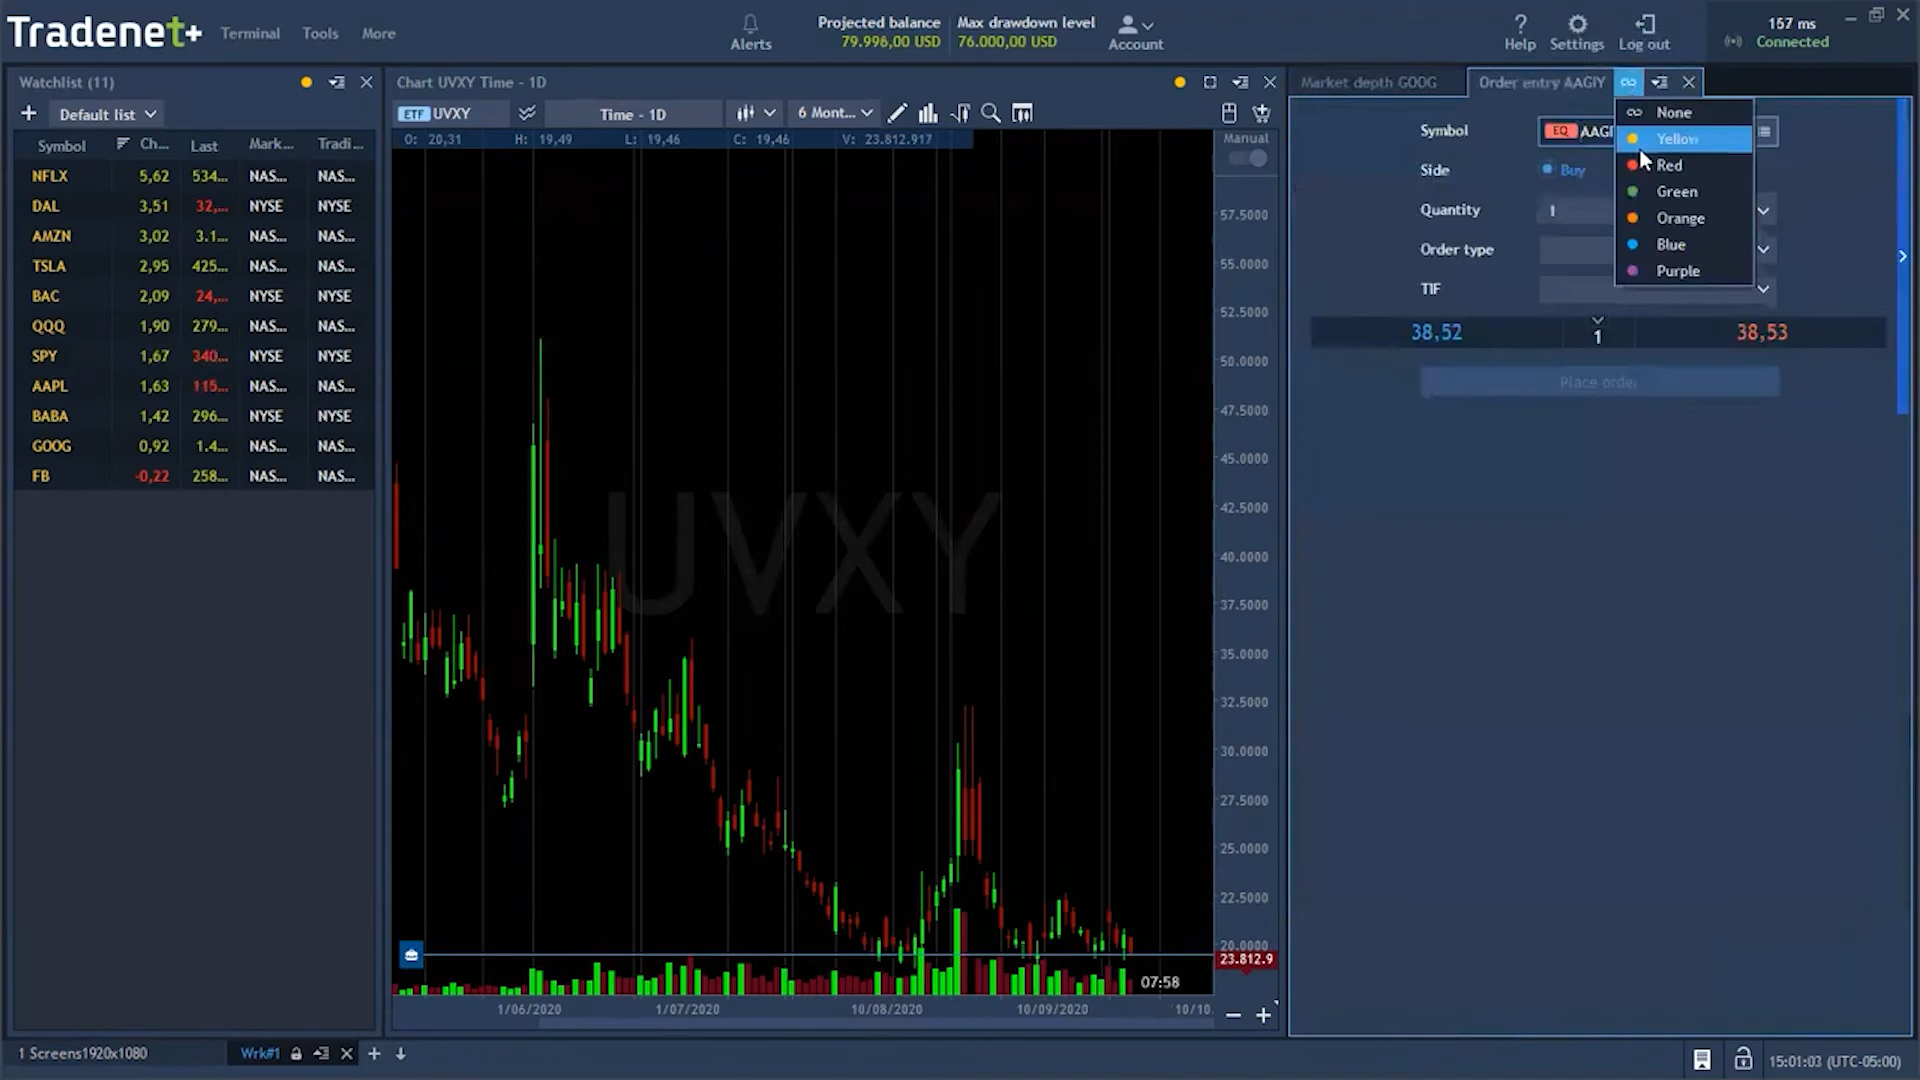 Tradenet+ Terminal Tools More
Alerts
Projected balance
79.996,00 USD
Max drawdown level
76.000,00 USD
Account
Help
Settings
Log out
157 ms
Connected
Watchlist (11)
Default list
Symbol Ch... Last Mark... Tradi...
NFLX 5,62 534... NAS... NAS...
DAL 3,51 32,... NYSE NYSE
AMZN 3,02 3.1... NAS... NAS...
TSLA 2,95 425... NAS... NAS...
BAC 2,09 24,... NYSE NYSE
QQQ 1,90 279... NAS... NAS...
SPY 1,67 340... NYSE NYSE
AAPL 1,63 115... NAS... NAS...
BABA 1,42 296... NYSE NYSE
GOOG 0,92 1.4... NAS... NAS...
FB -0,22 258... NAS... NAS...
Chart UVXY Time - 1D
ETF UVXY Time - 1D 6 Mont...
O: 20,31 H: 19,49 L: 19,46 C: 19,46 V: 23.812.917
Manual
57.5000
55.0000
52.5000
50.0000
47.5000
45.0000
42.5000
40.0000
37.5000
35.0000
32.5000
30.0000
27.5000
25.0000
22.5000
20.0000
23.812.9
UVXY
07:58
1/06/2020 1/07/2020 10/08/2020 10/09/2020 10/10.
Market depth GOOG
Order entry AAGIY
Symbol EQ AAGI
Side Buy
Quantity 1
Order type
TIF
None
Yellow
Red
Green
Orange
Blue
Purple
38,52 1 38,53
Place order
1 Screens1920x1080
Wrk#1
15:01:03 (UTC-05:00)